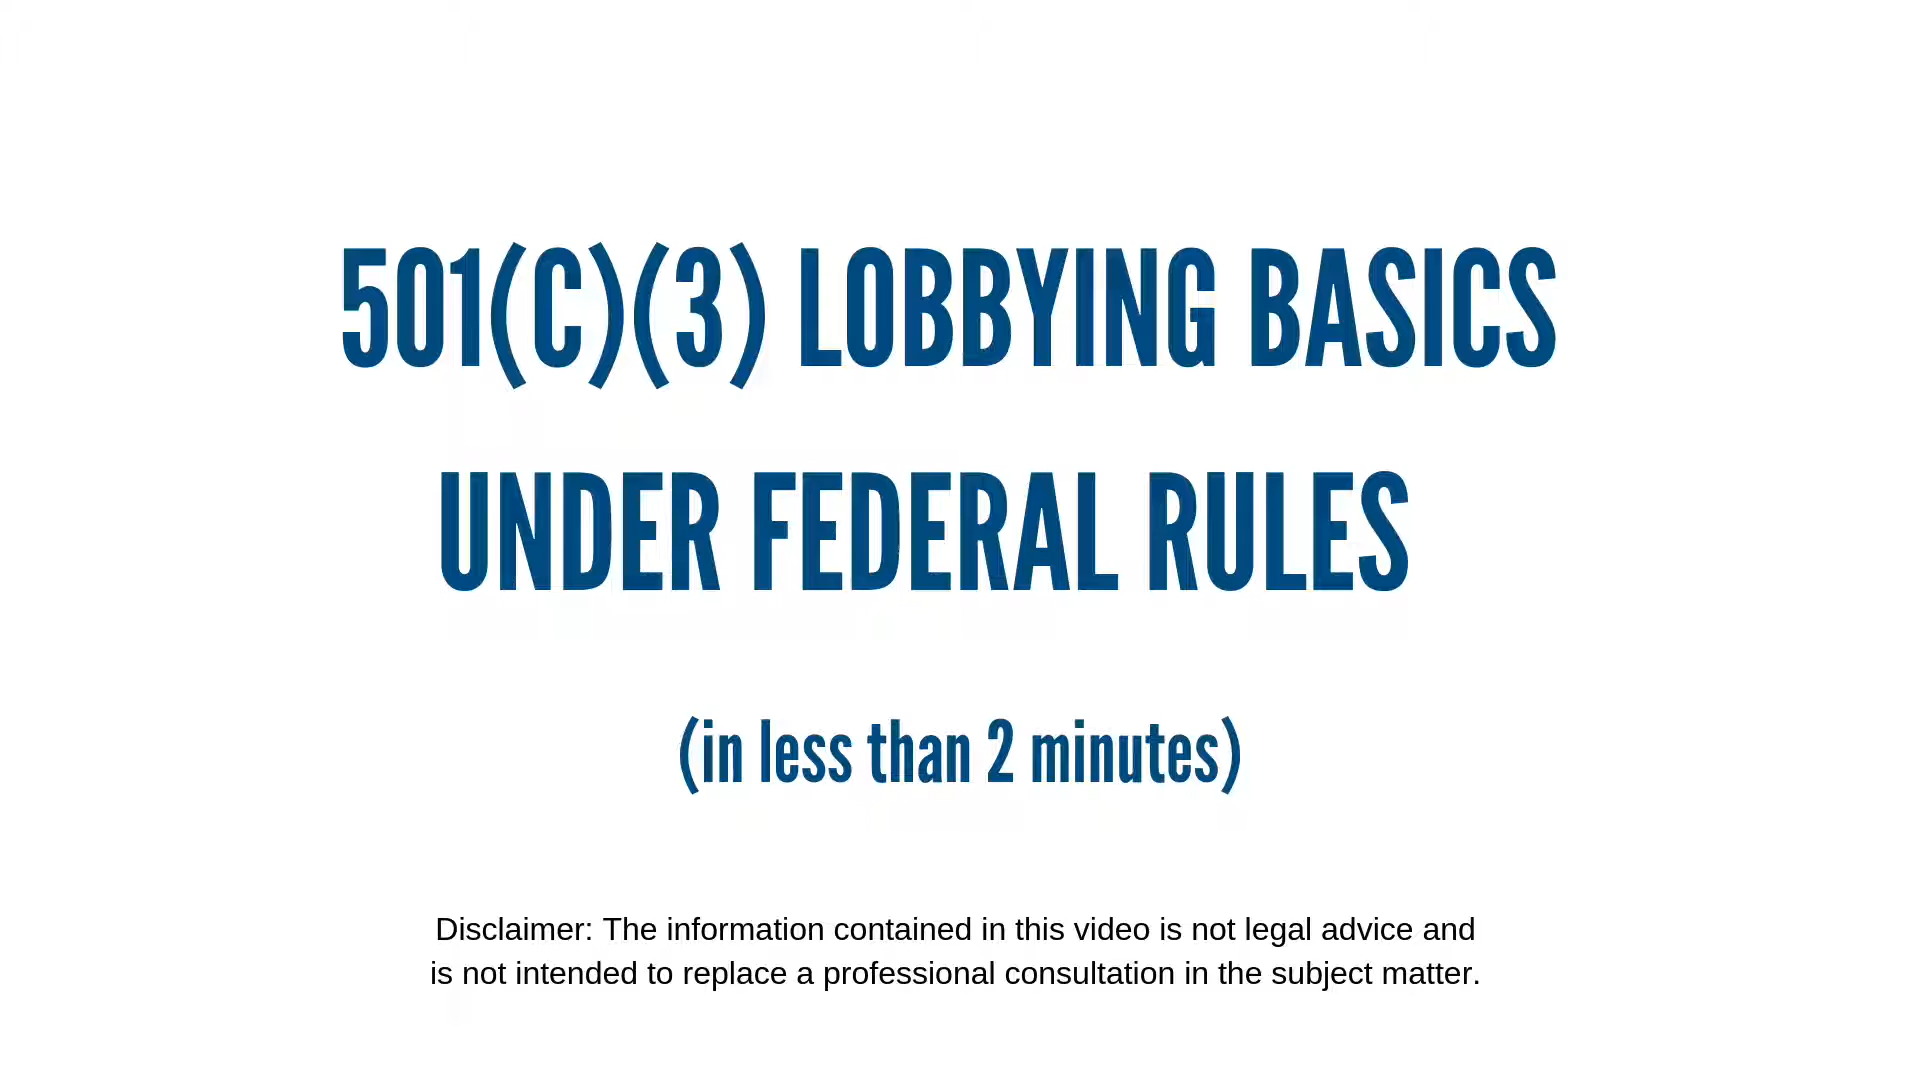 501(C)(3) LOBBYING BASICS
UNDER FEDERAL RULES
(in less than 2 minutes)
Disclaimer: The information contained in this video is not legal advice and
is not intended to replace a professional consultation in the subject matter.